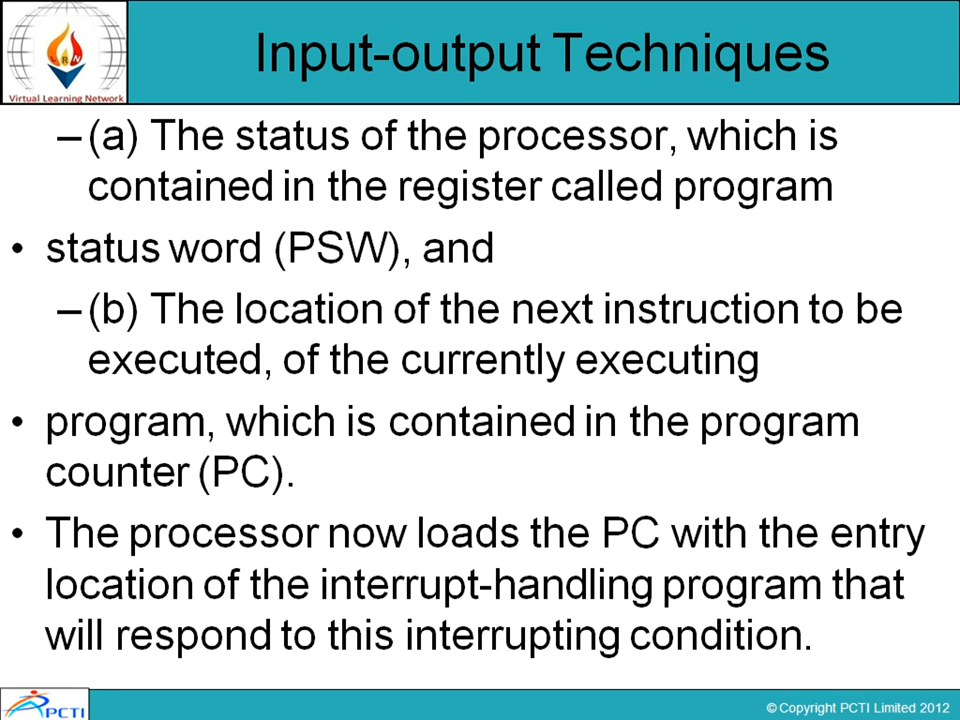 Input-output Techniques
Virtual Learning Network
– (a) The status of the processor, which is
contained in the register called program
• status word (PSW), and
– (b) The location of the next instruction to be
executed, of the currently executing
• program, which is contained in the program
counter (PC).
• The processor now loads the PC with the entry
location of the interrupt-handling program that
will respond to this interrupting condition.
PCTI
© Copyright PCTI Limited 2012